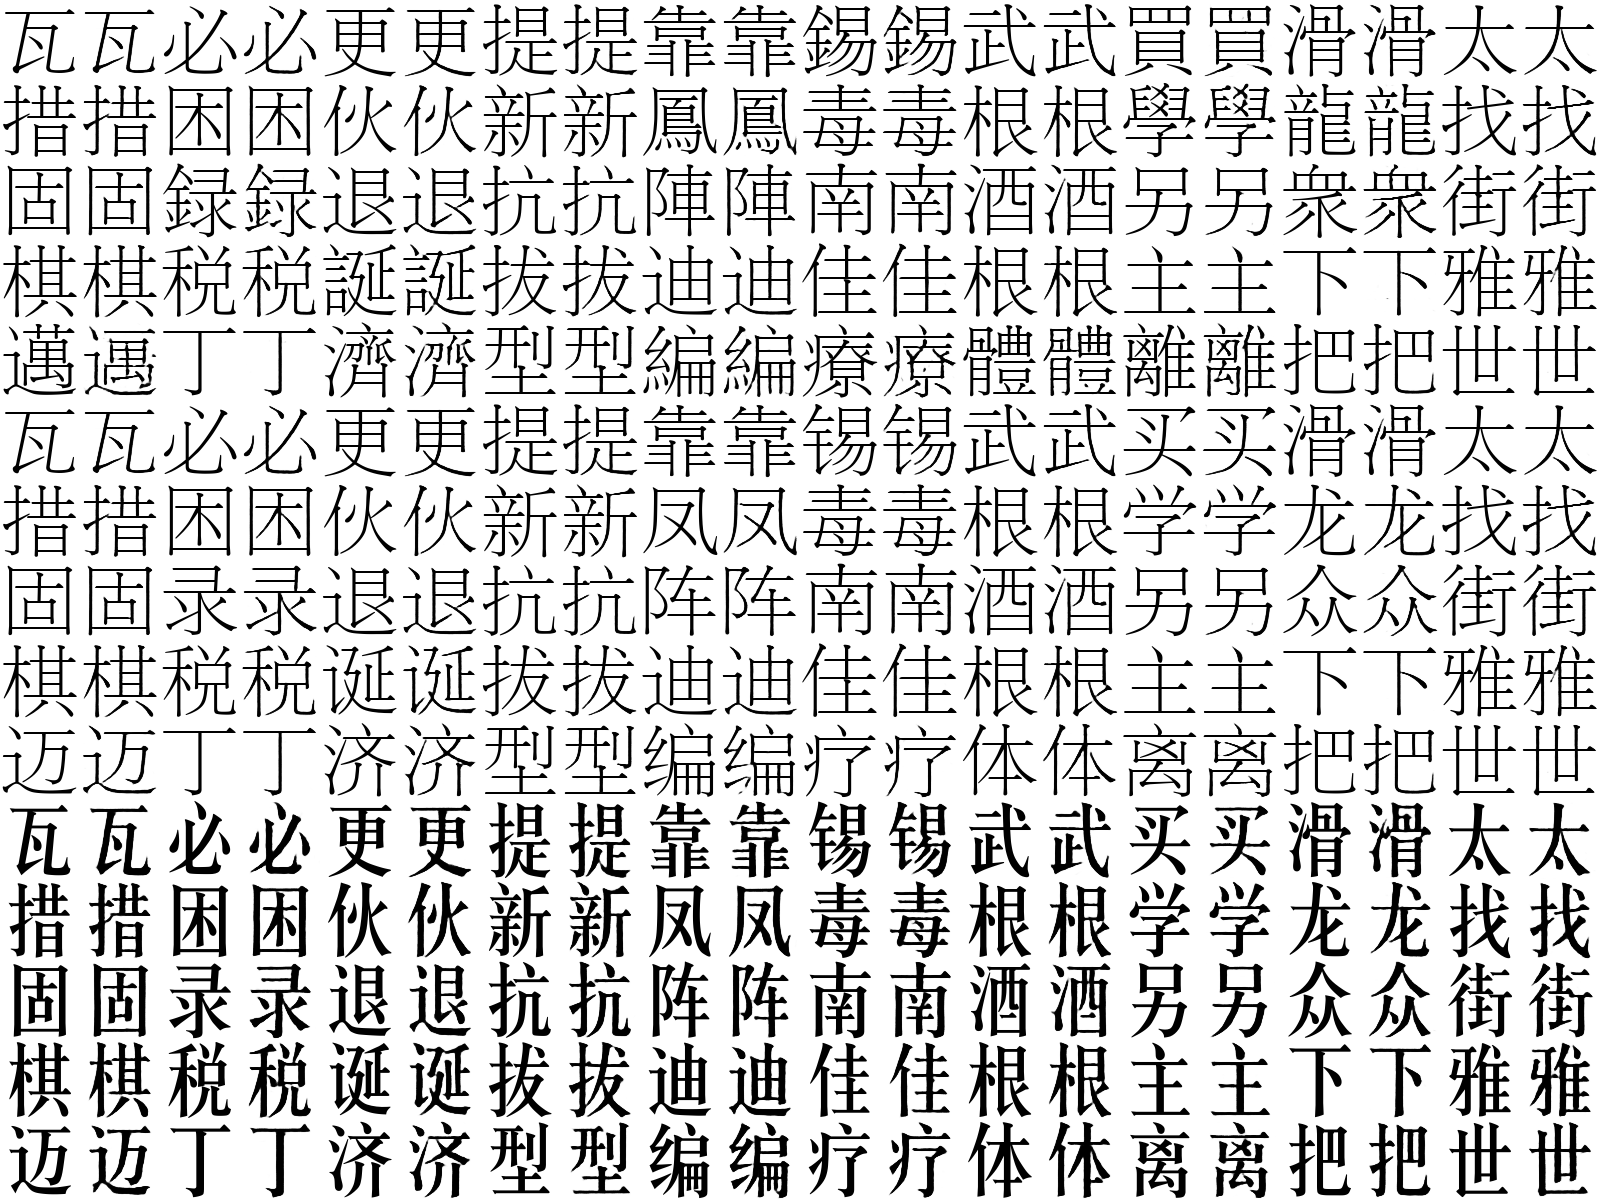 瓦瓦必必更更提提靠靠錫錫武武買買滑滑太太
措措困困伙伙新新鳳鳳毒毒根根學學龍龍找找
固固録録退退抗抗陣陣南南酒酒另另衆衆街街
棋棋税税誕誕拔拔迪迪佳佳根根主主下下雅雅
邁邁丁丁濟濟型型編編療療體體離離把把世世
瓦瓦必必更更提提靠靠锡锡武武买买滑滑太太
措措困困伙伙新新凤凤毒毒根根学学龙龙找找
固固录录退退抗抗阵阵南南酒酒另另众众街街
棋棋税税诞诞拔拔迪迪佳佳根根主主下下雅雅
迈迈丁丁济济型型编编疗疗体体离离把把世世
瓦瓦必必更更提提靠靠锡锡武武买买滑滑太太
措措困困伙伙新新凤凤毒毒根根学学龙龙找找
固固录录退退抗抗阵阵南南酒酒另另众众街街
棋棋税税诞诞拔拔迪迪佳佳根根主主下下雅雅
迈迈丁丁济济型型编编疗疗体体离离把把世世